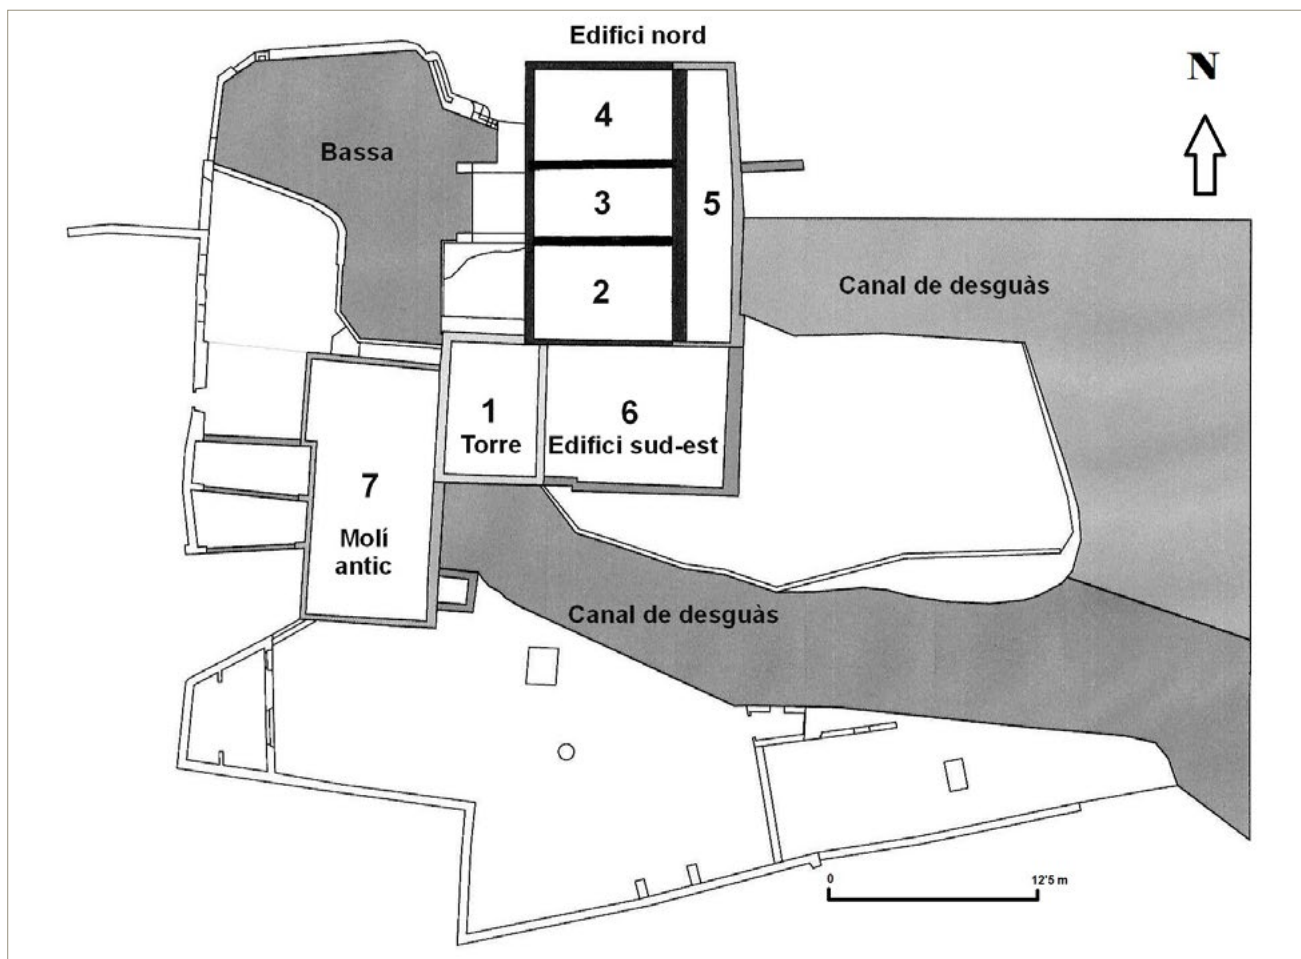 Edifici nord
N
4
Bassa
3
5
2
Canal de desguàs
1
Torre
6
Edifici sud-est
7
Molí
antic
Canal de desguàs
0
12'5 m